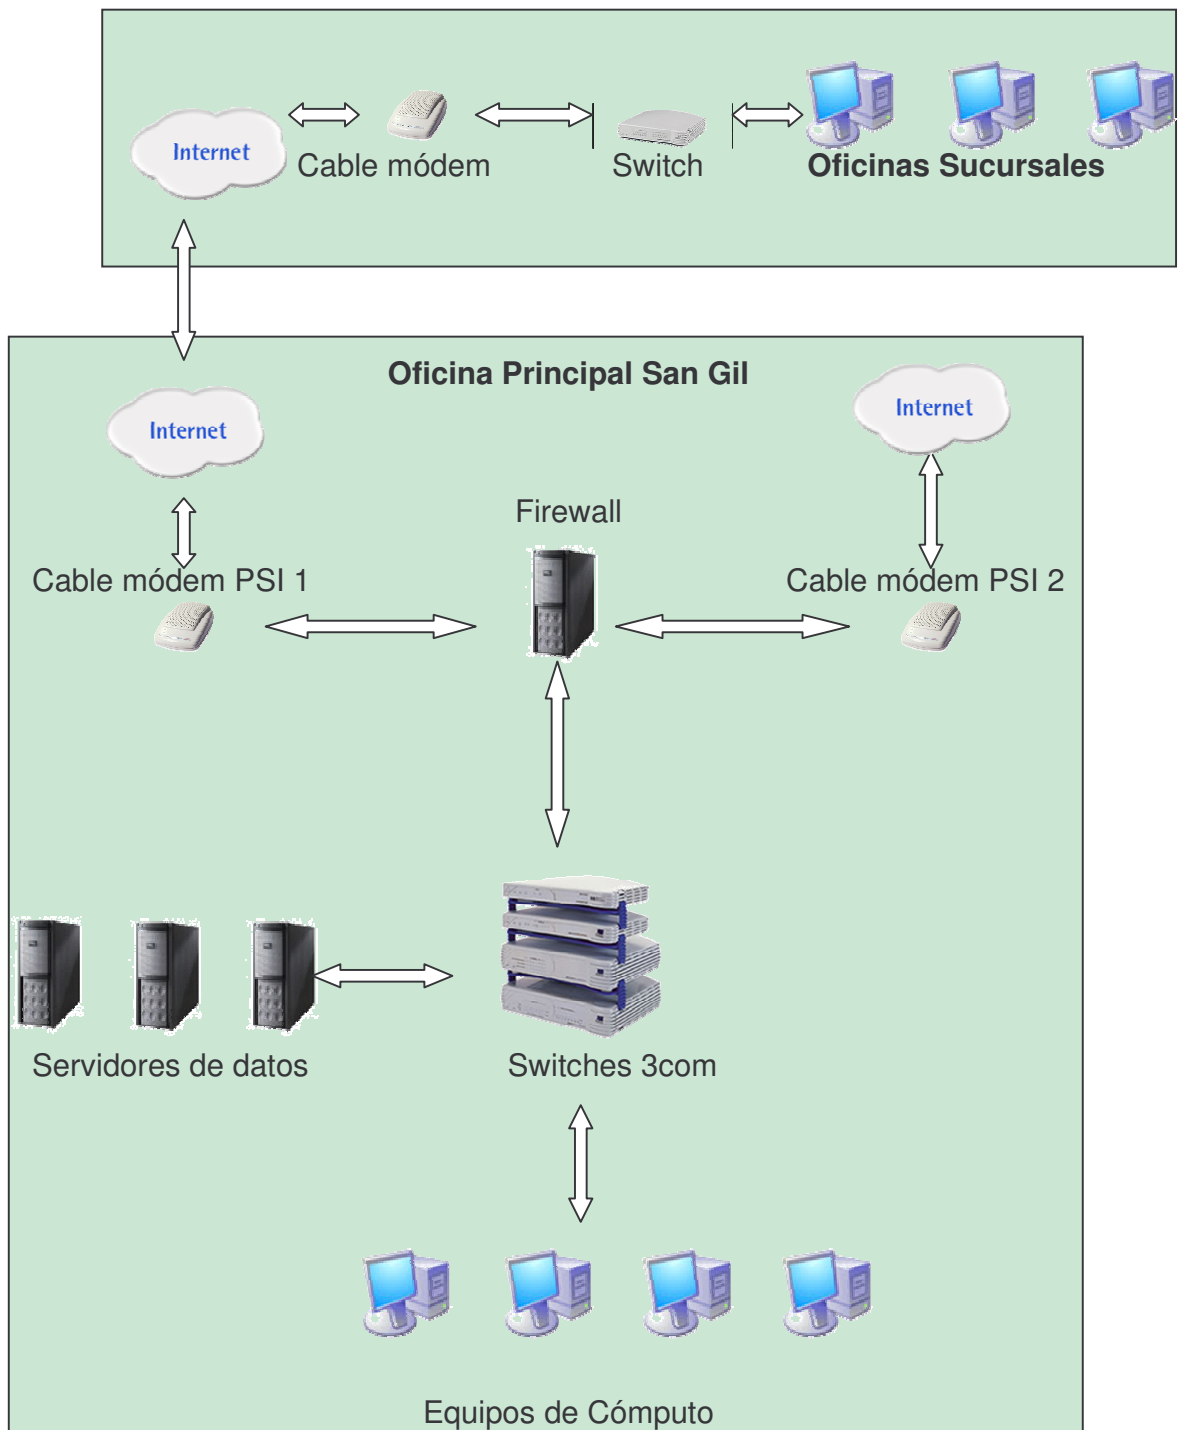 Internet
Cable módem
Switch
Oficinas Sucursales
Oficina Principal San Gil
Internet
Internet
Firewall
Cable módem PSI 1
Cable módem PSI 2
Servidores de datos
Switches 3com
Equipos de Cómputo